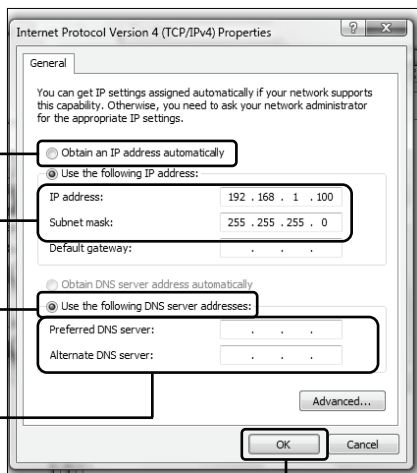 Internet Protocol Version 4 (TCP/IPv4) Properties
General
You can get IP settings assigned automatically if your network supports
this capability. Otherwise, you need to ask your network administrator
for the appropriate IP settings.
Obtain an IP address automatically
Use the following IP address:
IP address: 192 . 168 . 1 . 100
Subnet mask: 255 . 255 . 255 . 0
Default gateway: . . .
Obtain DNS server address automatically
Use the following DNS server addresses:
Preferred DNS server: . . .
Alternate DNS server: . . .
Advanced...
OK Cancel